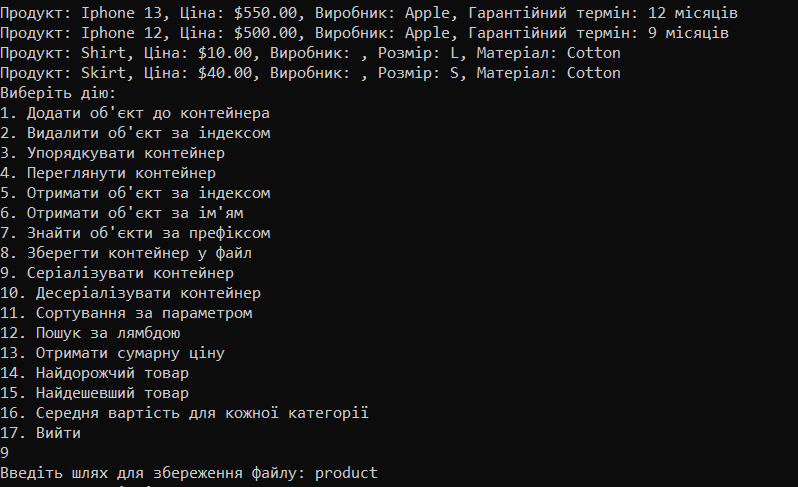 Продукт: Iphone 13, Ціна: $550.00, Виробник: Apple, Гарантійний термін: 12 місяців
Продукт: Iphone 12, Ціна: $500.00, Виробник: Apple, Гарантійний термін: 9 місяців
Продукт: Shirt, Ціна: $10.00, Виробник: , Розмір: L, Матеріал: Cotton
Продукт: Skirt, Ціна: $40.00, Виробник: , Розмір: S, Матеріал: Cotton
Виберіть дію:
1. Додати об'єкт до контейнера
2. Видалити об'єкт за індексом
3. Упорядкувати контейнер
4. Переглянути контейнер
5. Отримати об'єкт за індексом
6. Отримати об'єкт за ім'ям
7. Знайти об'єкти за префіксом
8. Зберегти контейнер у файл
9. Серіалізувати контейнер
10. Десеріалізувати контейнер
11. Сортування за параметром
12. Пошук за лямбдою
13. Отримати сумарну ціну
14. Найдорожчий товар
15. Найдешевший товар
16. Середня вартість для кожної категорії
17. Вийти
9
Введіть шлях для збереження файлу: product